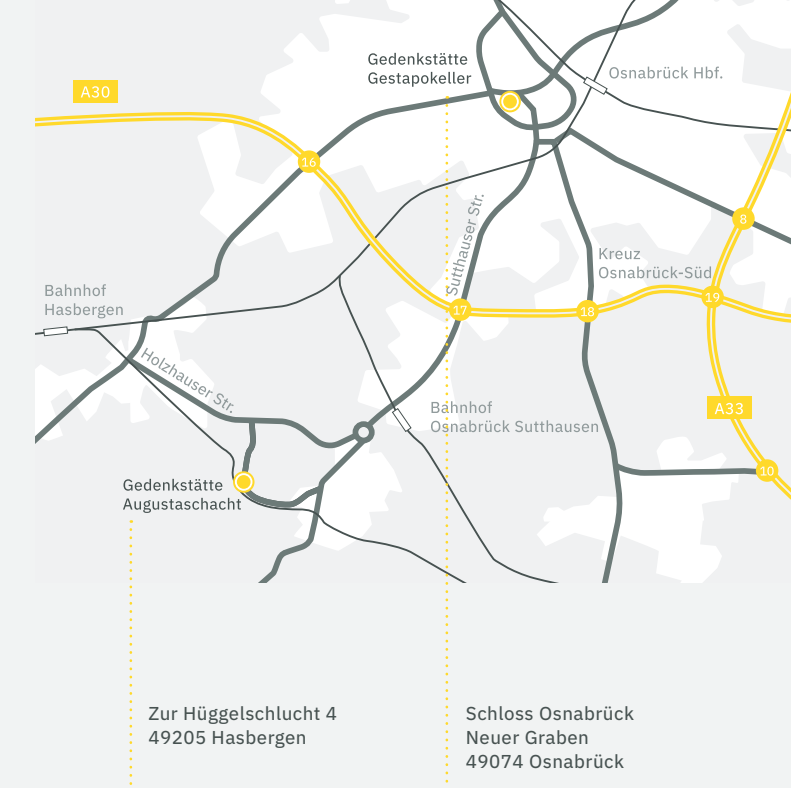 Gedenkstätte
Gestapokeller
Osnabrück Hbf.
A30
16
Sutthauser Str.
8
Kreuz
Osnabrück-Süd
Bahnhof
Hasbergen
19
17
18
Holzhauser Str.
Bahnhof
Osnabrück Sutthausen
A33
10
Gedenkstätte
Augustaschacht
Zur Hüggelschlucht 4
49205 Hasbergen
Schloss Osnabrück
Neuer Graben
49074 Osnabrück